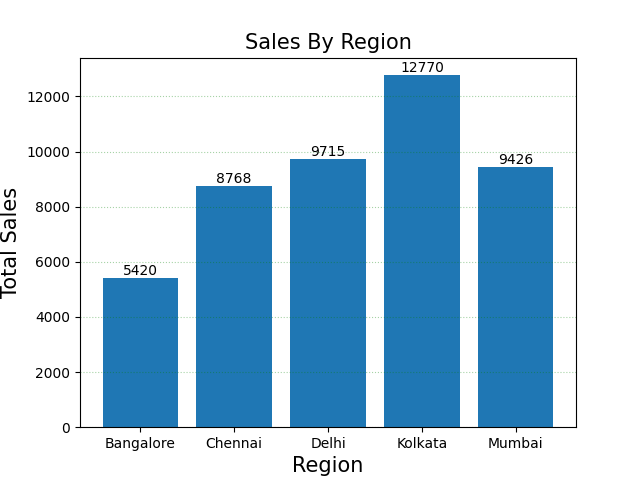 Sales By Region
Total Sales
12000
10000
8000
6000
4000
2000
0
5420
8768
9715
12770
9426
Bangalore
Chennai
Delhi
Kolkata
Mumbai
Region